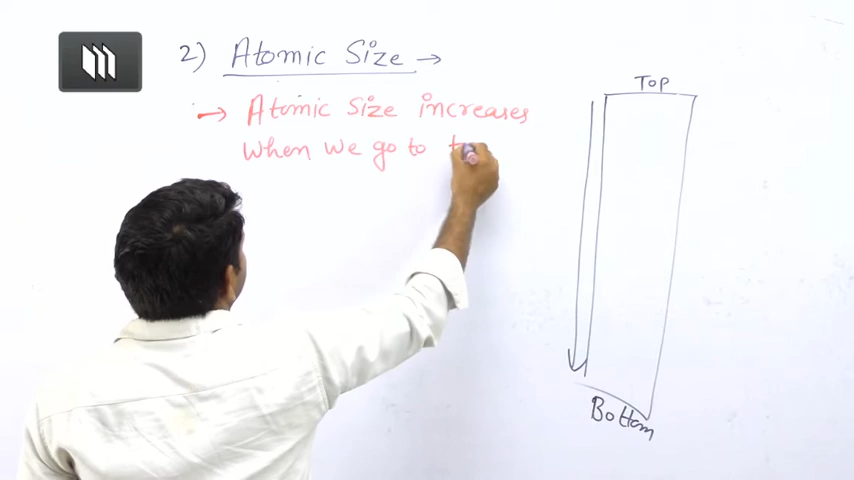 2) Atomic Size →
→ Atomic Size increases
when we go to t
Top
Bottom